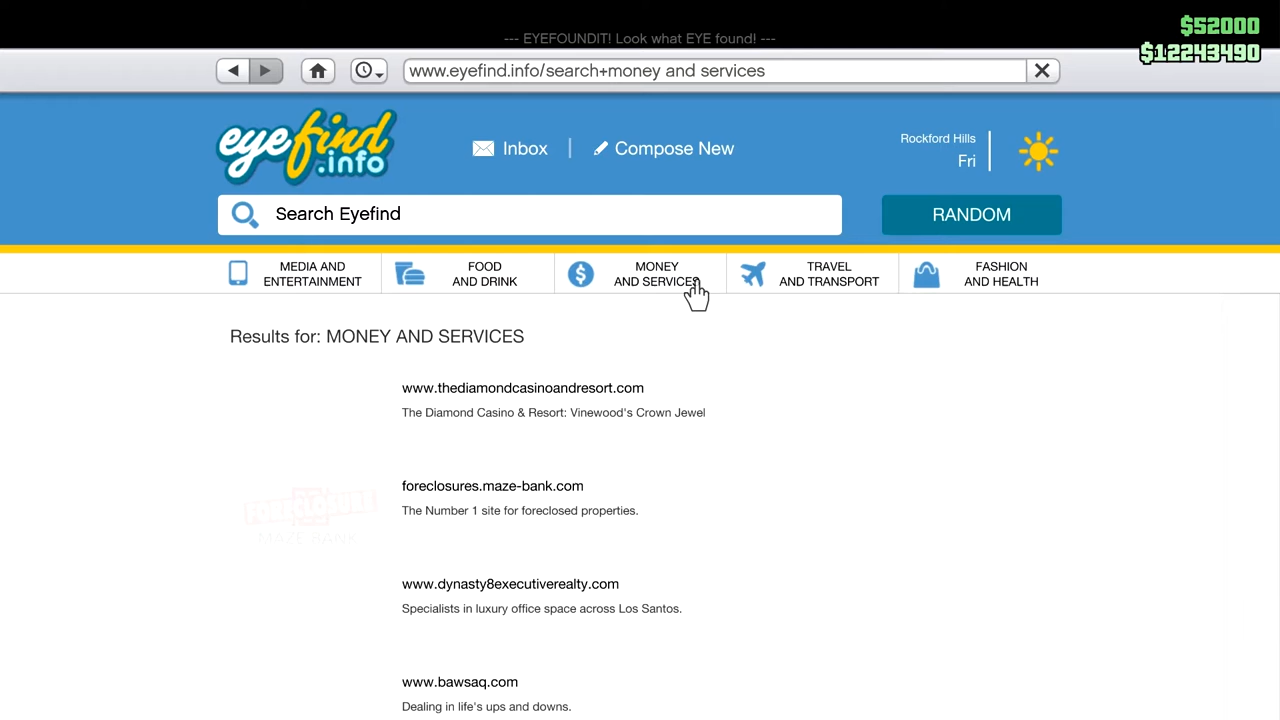 $52000
--- EYEFOUNDIT! Look what EYE found! ---
$12243490
www.eyefind.info/search+money and services
eyefind
.info
Inbox
Compose New
Rockford Hills
Fri
Search Eyefind
RANDOM
MEDIA AND
ENTERTAINMENT
FOOD
AND DRINK
MONEY
AND SERVICES
TRAVEL
AND TRANSPORT
FASHION
AND HEALTH
Results for: MONEY AND SERVICES
www.thediamondcasinoandresort.com
The Diamond Casino & Resort: Vinewood's Crown Jewel
foreclosures.maze-bank.com
FORECLOSURE
MAZE BANK
The Number 1 site for foreclosed properties.
www.dynasty8executiverealty.com
Specialists in luxury office space across Los Santos.
www.bawsaq.com
Dealing in life's ups and downs.